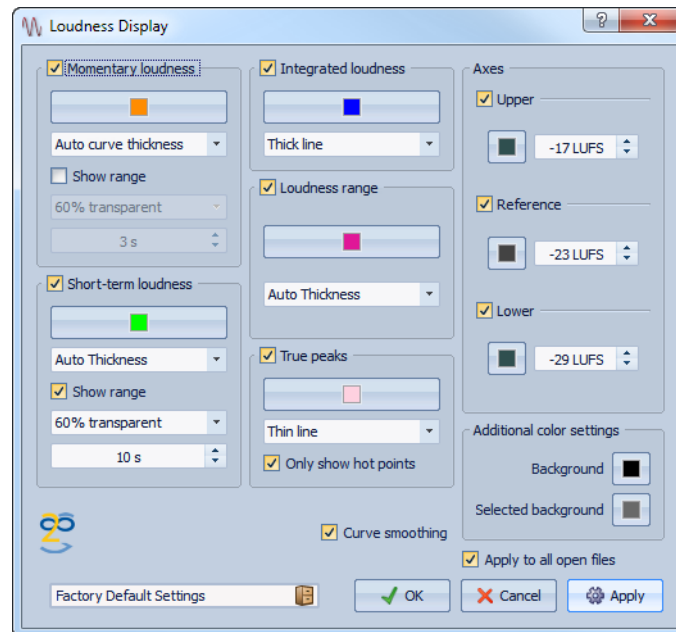 Loudness Display
?
Momentary loudness
Auto curve thickness
Show range
60% transparent
3 s
Short-term loudness
Auto Thickness
Show range
60% transparent
10 s
Integrated loudness
Thick line
Loudness range
Auto Thickness
True peaks
Thin line
Only show hot points
Axes
Upper
-17 LUFS
Reference
-23 LUFS
Lower
-29 LUFS
Additional color settings
Background
Selected background
Curve smoothing
Apply to all open files
Factory Default Settings
OK
Cancel
Apply